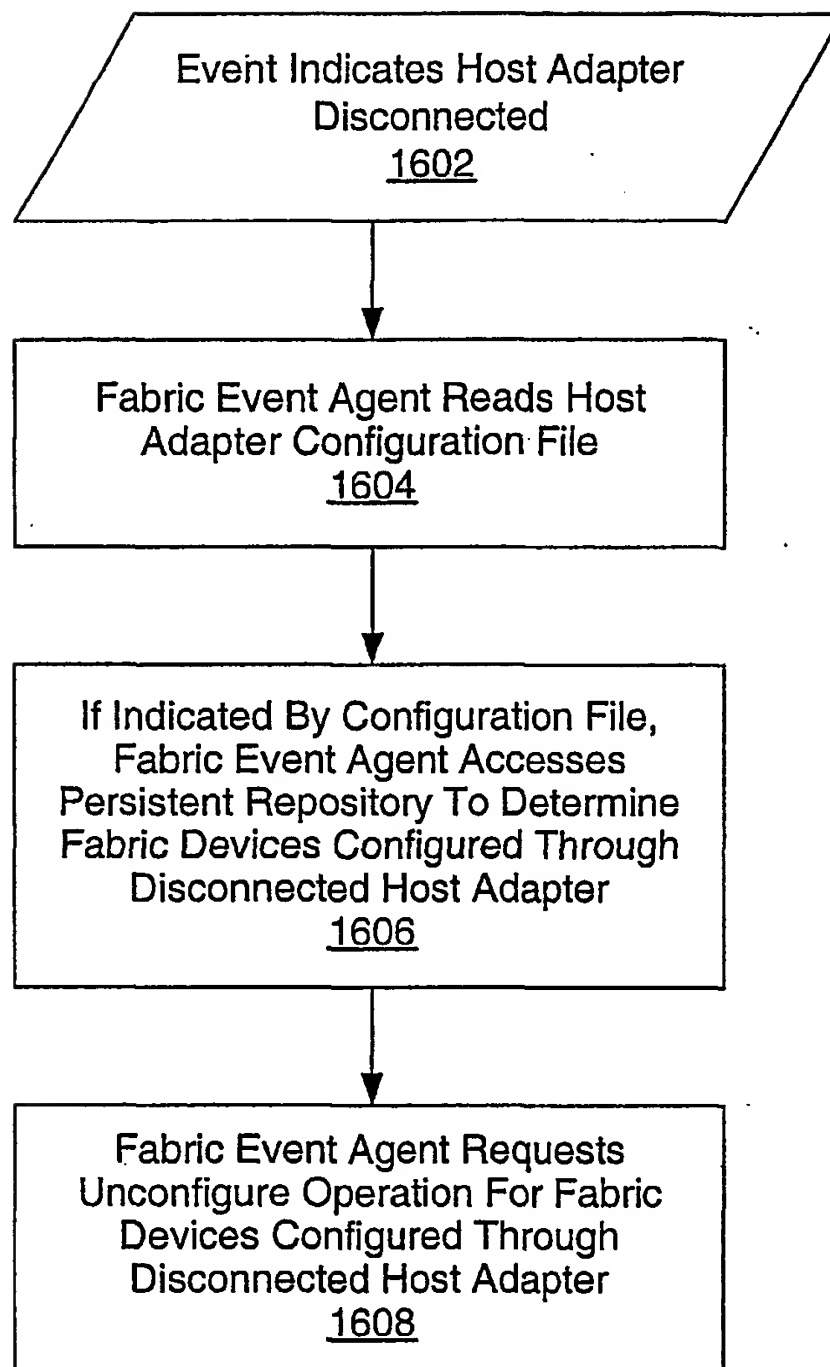 Event Indicates Host Adapter
Disconnected
1602
Fabric Event Agent Reads Host
Adapter Configuration File
1604
If Indicated By Configuration File,
Fabric Event Agent Accesses
Persistent Repository To Determine
Fabric Devices Configured Through
Disconnected Host Adapter
1606
Fabric Event Agent Requests
Unconfigure Operation For Fabric
Devices Configured Through
Disconnected Host Adapter
1608